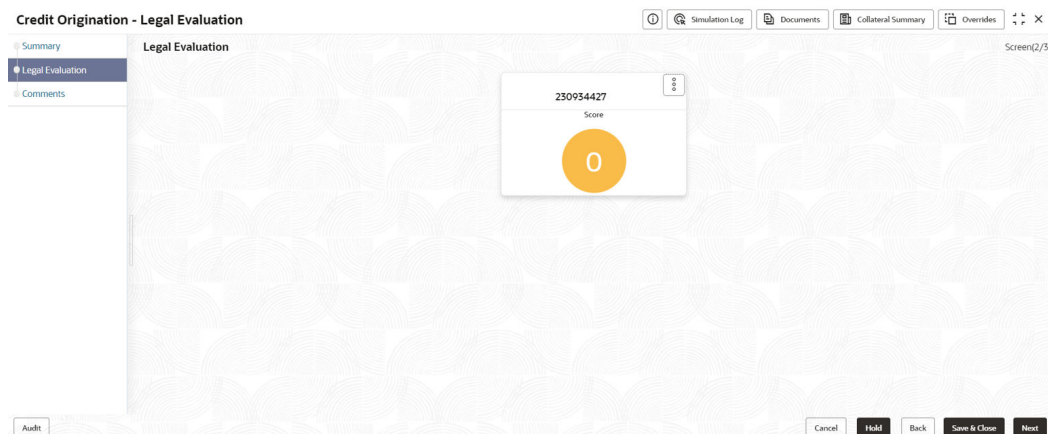 Credit Origination - Legal Evaluation
Simulation Log
Documents
Collateral Summary
Overrides
Summary
Legal Evaluation
Comments
Legal Evaluation
Screen(2/3
230934427
Score
0
Audit
Cancel
Hold
Back
Save & Close
Next